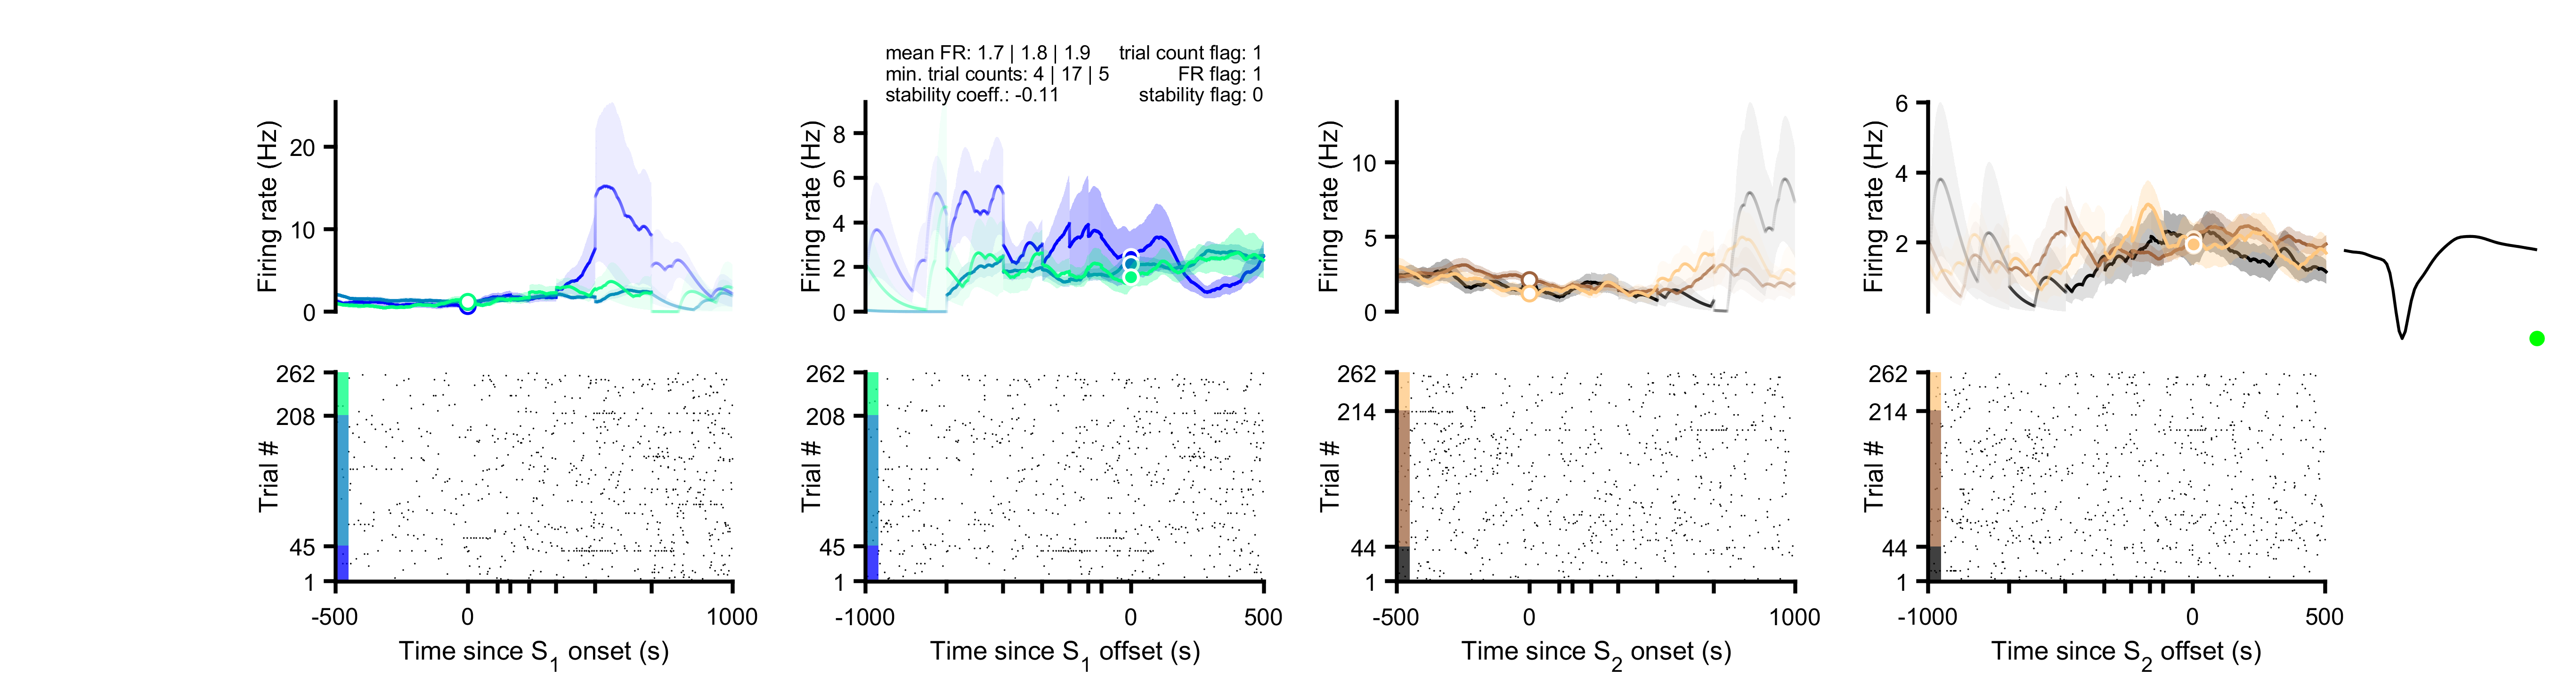 mean FR: 1.7 | 1.8 | 1.9 trial count flag: 1
min. trial counts: 4 | 17 | 5 FR flag: 1
stability coeff.: -0.11 stability flag: 0
Firing rate (Hz)
20
10
0
Firing rate (Hz)
8
6
4
2
0
Firing rate (Hz)
10
5
0
Firing rate (Hz)
6
4
2
Trial #
262
208
45
1
-500 0 1000
Time since S1 onset (s)
Trial #
262
208
45
1
-1000 0 500
Time since S1 offset (s)
Trial #
262
214
44
1
-500 0 1000
Time since S2 onset (s)
Trial #
262
214
44
1
-1000 0 500
Time since S2 offset (s)